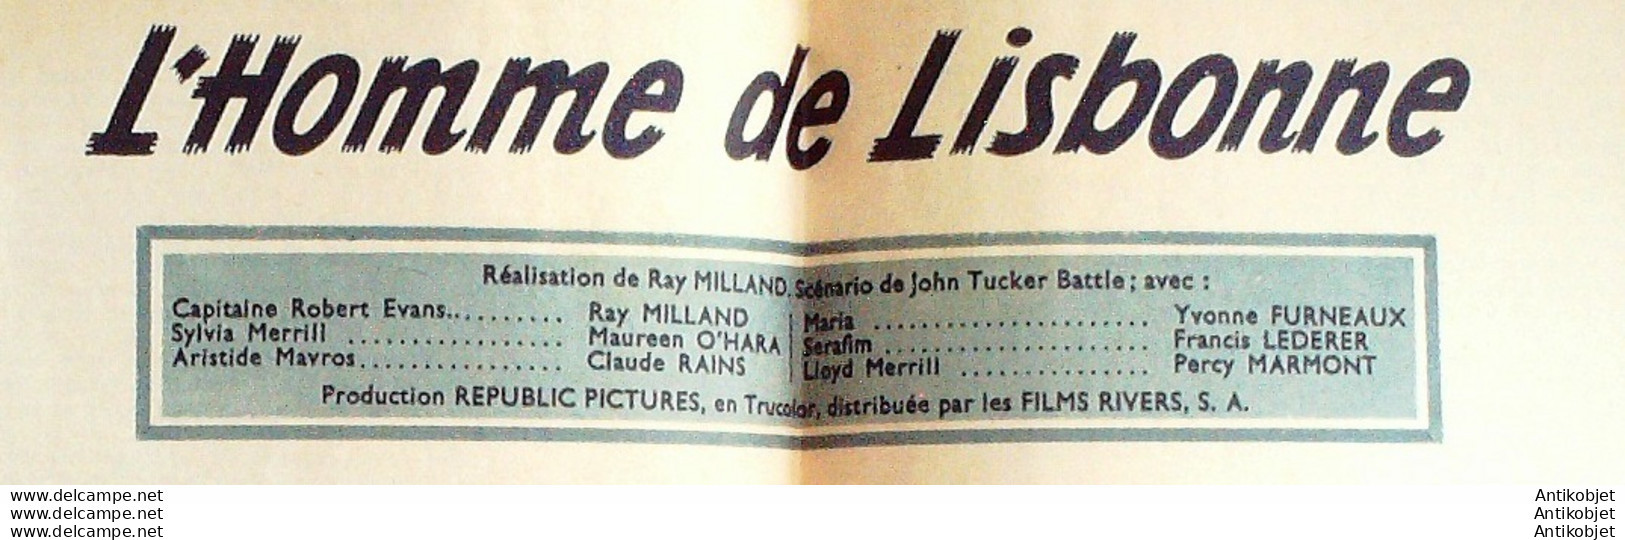 L'Homme de Lisbonne
Réalisation de Ray MILLAND. Scénario de John Tucker Battle; avec :
Capitaine Robert Evans.......... Ray MILLAND
Sylvia Merrill .................. Maureen O'HARA
Aristide Mavros................. Claude RAINS
Maria ....................... Yvonne FURNEAUX
Serafim ...................... Francis LEDERER
Lloyd Merrill ................ Percy MARMONT
Production REPUBLIC PICTURES, en Trucolor, distribuée par les FILMS RIVERS, S. A.
www.delcampe.net Antikobjet
www.delcampe.net Antikobjet
www.delcampe.net Antikobjet